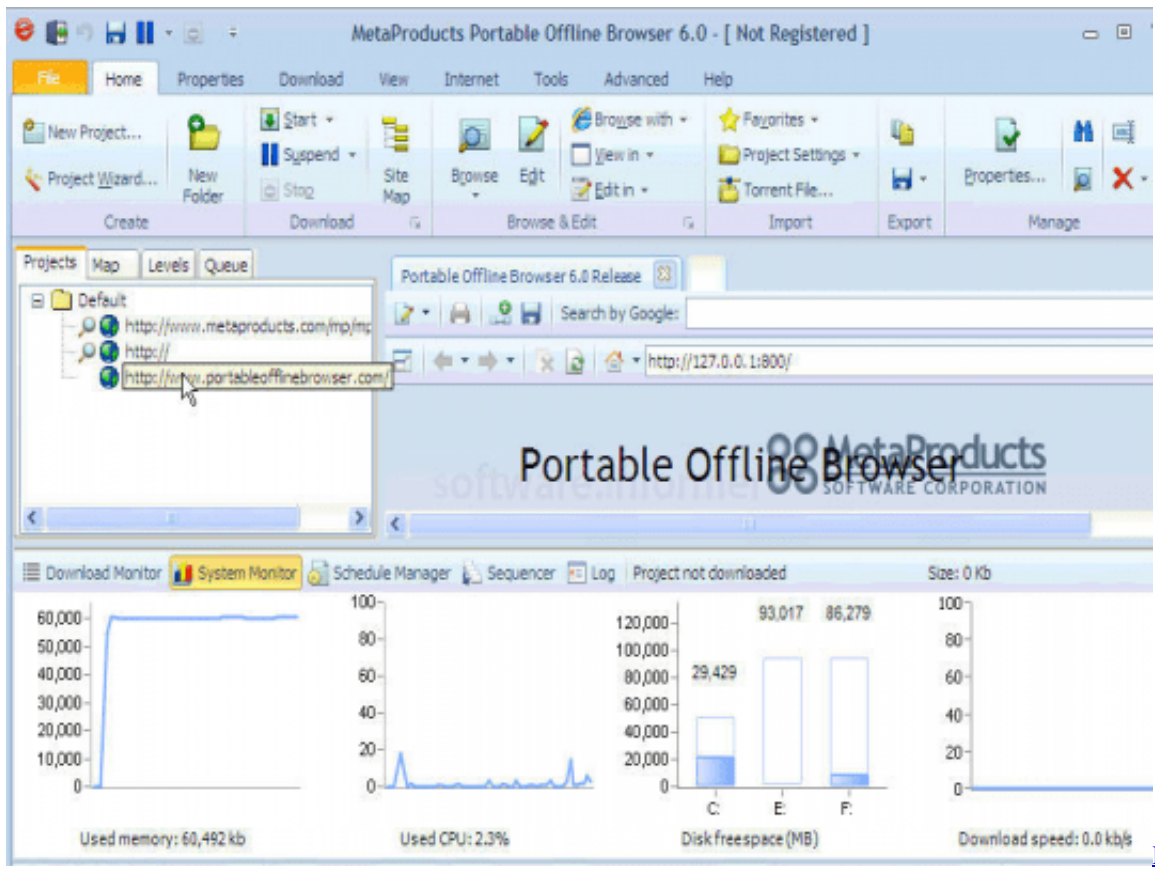 MetaProducts Portable Offline Browser 6.0 - [ Not Registered ]
File Home Properties Download View Internet Tools Advanced Help
New Project...
Project Wizard...
New Folder
Create
Start
Suspend
Stop
Download
Site Map
Browse
Edit
Browse with
View in
Edit in
Browse & Edit
Favorites
Project Settings
Torrent File...
Import
Export
Properties...
Manage
Projects Map Levels Queue
Default
http://www.metaproducts.com/mp/mp
http://
http://www.portableofflinebrowser.com/
Portable Offline Browser 6.0 Release
Search by Google:
http://127.0.0.1:800/
Portable Offline Browser
MetaProducts
SOFTWARE CORPORATION
software.informer
Download Monitor System Monitor Schedule Manager Sequencer Log Project not downloaded Size: 0 Kb
60,000
50,000
40,000
30,000
20,000
10,000
0
Used memory: 60,492 kb
100
80
60
40
20
0
Used CPU: 2.3%
120,000
100,000
80,000
60,000
40,000
20,000
0
29,429 93,017 86,279
C: E: F:
Disk free space (MB)
100
80
60
40
20
0
Download speed: 0.0 kb/s